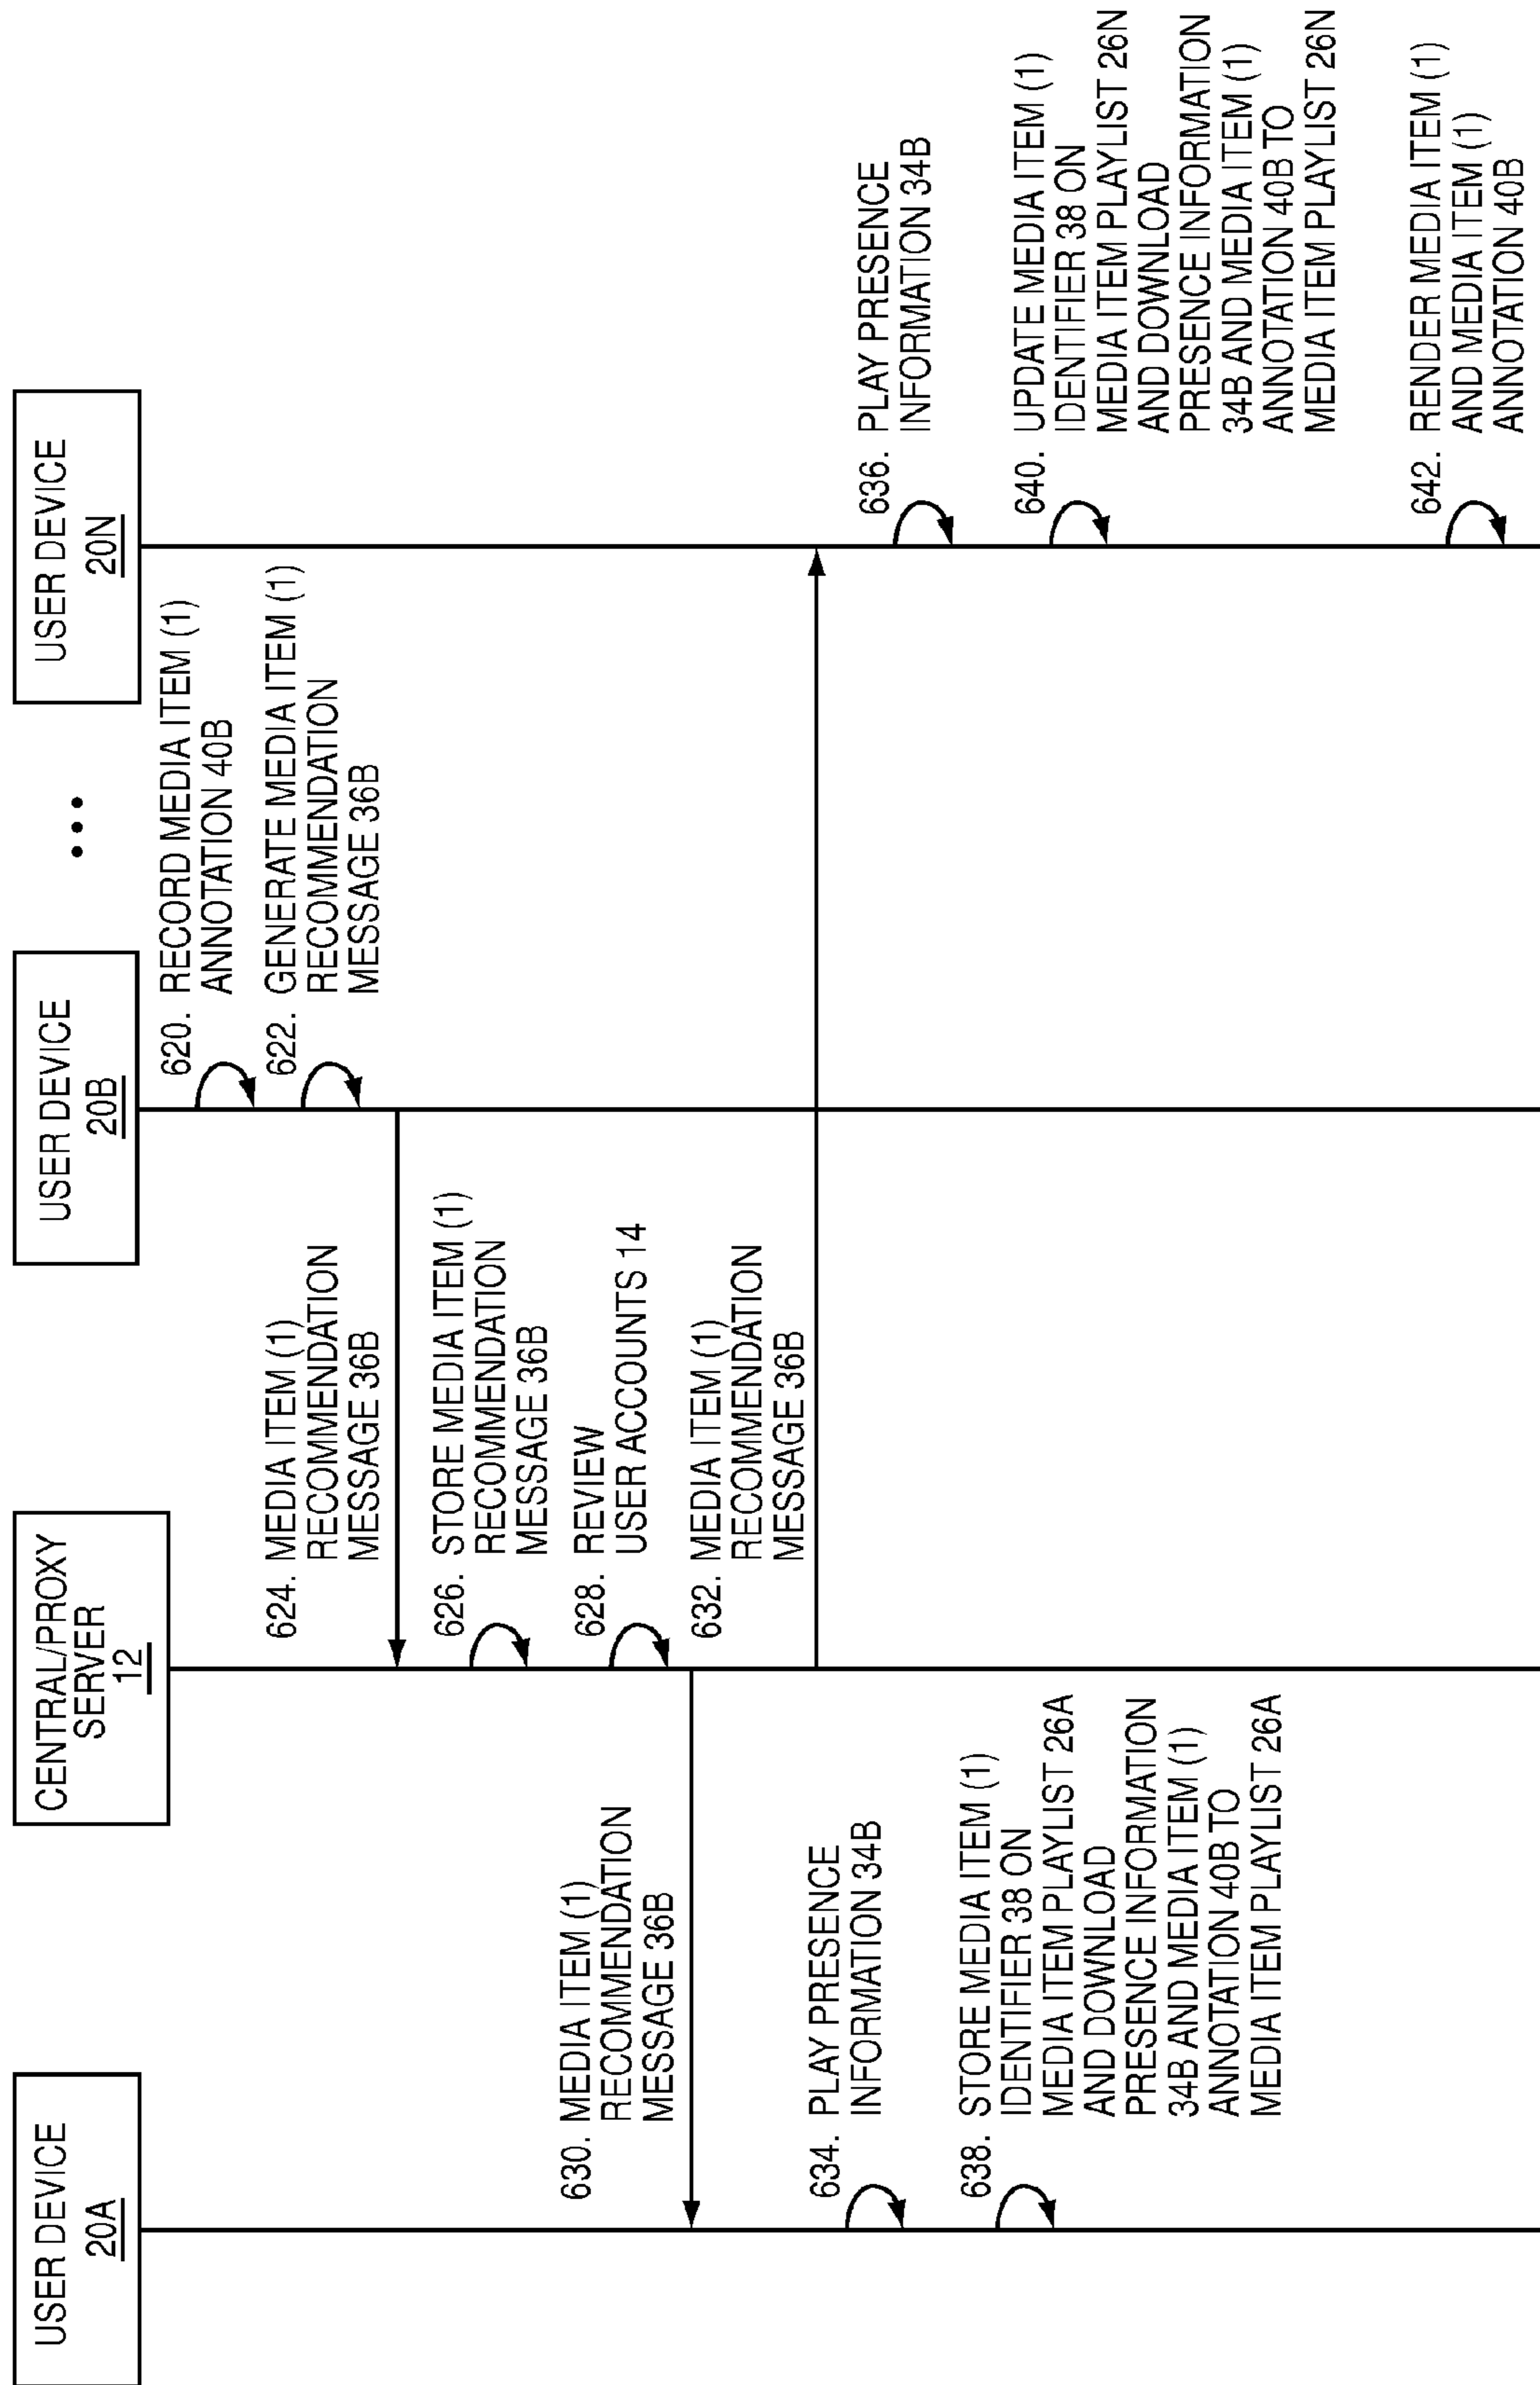 USER DEVICE
20A
CENTRAL/PROXY
SERVER
12
USER DEVICE
20B
• • •
USER DEVICE
20N
620. RECORD MEDIA ITEM (1)
ANNOTATION 40B
622. GENERATE MEDIA ITEM (1)
RECOMMENDATION
MESSAGE 36B
624. MEDIA ITEM (1)
RECOMMENDATION
MESSAGE 36B
626. STORE MEDIA ITEM (1)
RECOMMENDATION
MESSAGE 36B
628. REVIEW
USER ACCOUNTS 14
630. MEDIA ITEM (1)
RECOMMENDATION
MESSAGE 36B
632. MEDIA ITEM (1)
RECOMMENDATION
MESSAGE 36B
634. PLAY PRESENCE
INFORMATION 34B
636. PLAY PRESENCE
INFORMATION 34B
638. STORE MEDIA ITEM (1)
IDENTIFIER 38 ON
MEDIA ITEM PLAYLIST 26A
AND DOWNLOAD
PRESENCE INFORMATION
34B AND MEDIA ITEM (1)
ANNOTATION 40B TO
MEDIA ITEM PLAYLIST 26A
640. UPDATE MEDIA ITEM (1)
IDENTIFIER 38 ON
MEDIA ITEM PLAYLIST 26N
AND DOWNLOAD
PRESENCE INFORMATION
34B AND MEDIA ITEM (1)
ANNOTATION 40B TO
MEDIA ITEM PLAYLIST 26N
642. RENDER MEDIA ITEM (1)
AND MEDIA ITEM (1)
ANNOTATION 40B